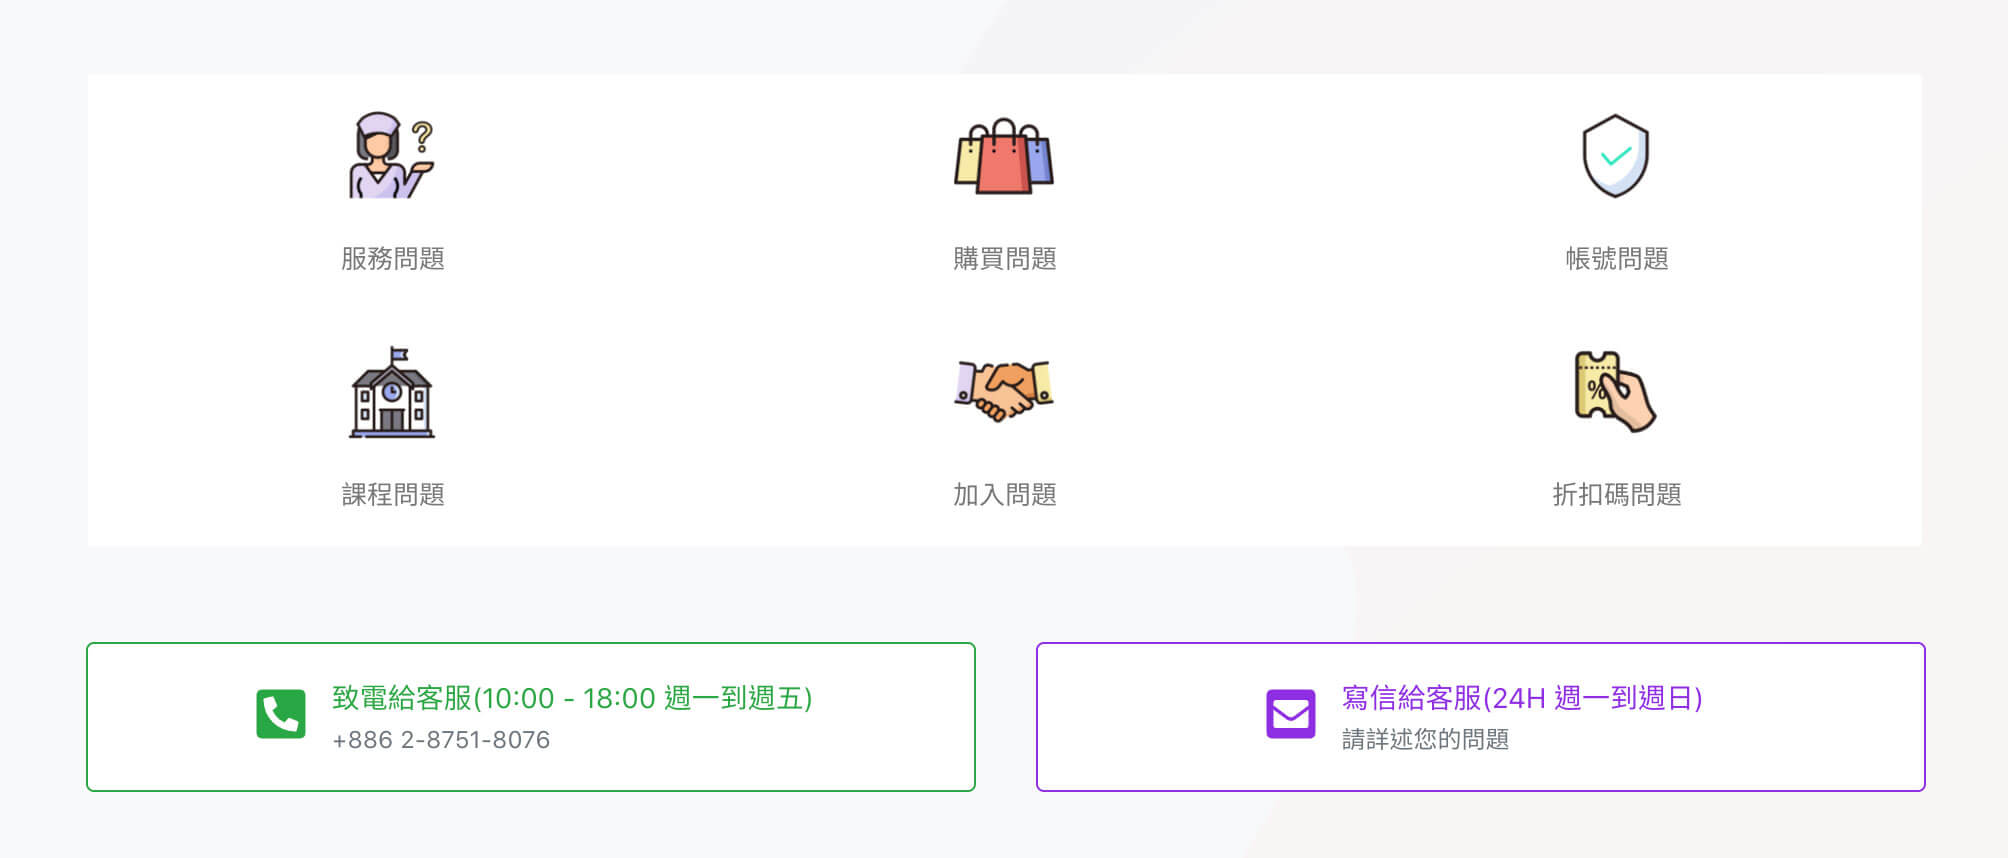 服務問題
購買問題
帳號問題
課程問題
加入問題
%
折扣碼問題
致電給客服(10:00 - 18:00 週一到週五)
+886 2-8751-8076
寫信給客服(24H 週一到週日)
請詳述您的問題